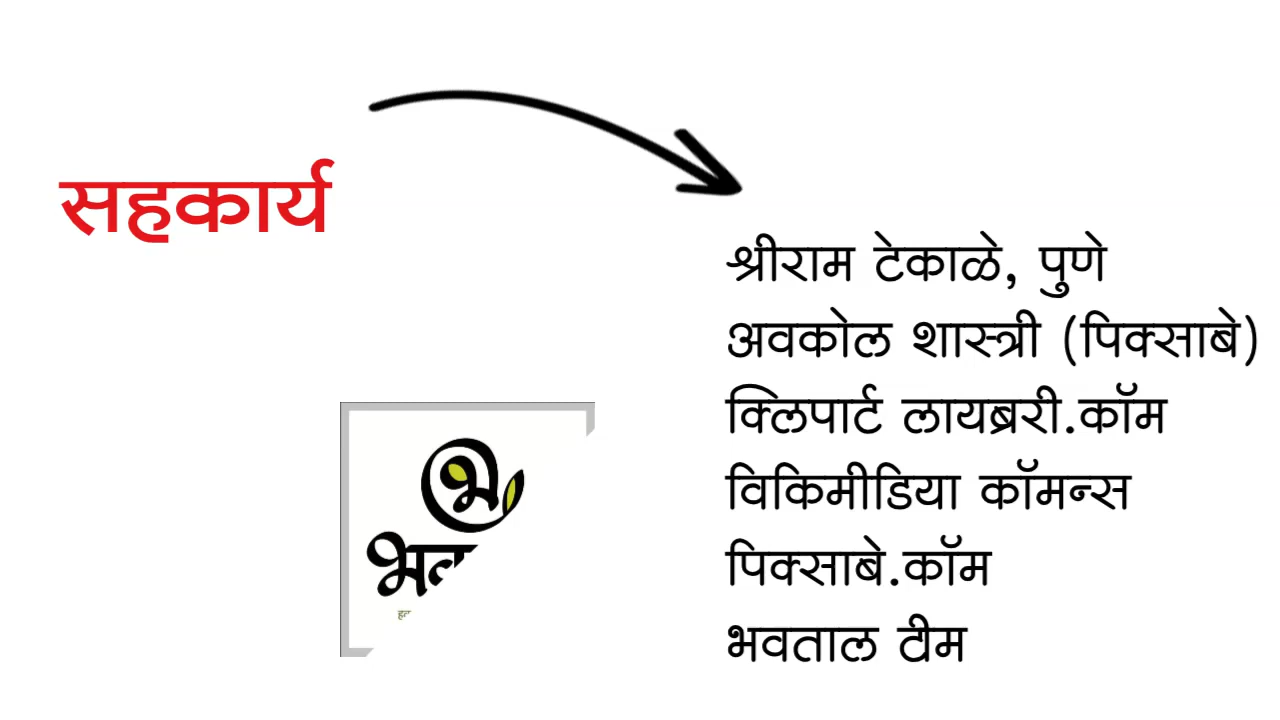 सहकार्य
श्रीराम टेकाळे, पुणे
अवकोल शास्त्री (पिक्साबे)
क्लिपार्ट लायब्ररी.कॉम
विकिमीडिया कॉमन्स
पिक्साबे.कॉम
भवताल टीम
भ